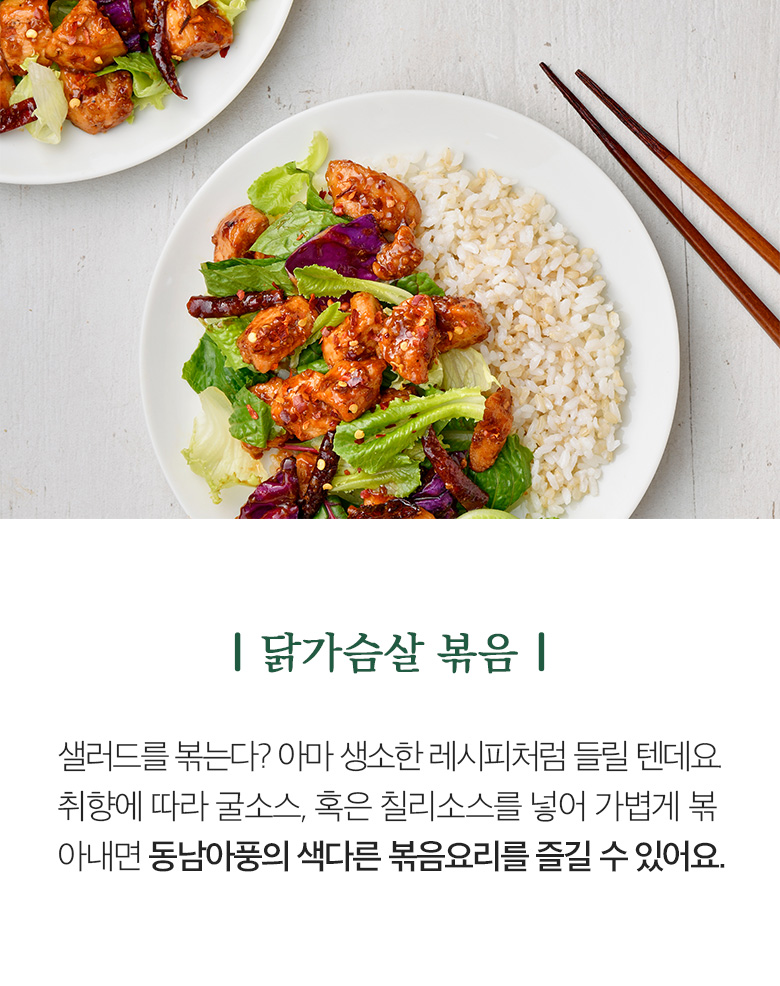 | 닭가슴살 볶음 |
샐러드를 볶는다? 아마 생소한 레시피처럼 들릴 텐데요
취향에 따라 굴소스, 혹은 칠리소스를 넣어 가볍게 볶
아내면 동남아풍의 색다른 볶음요리를 즐길 수 있어요.